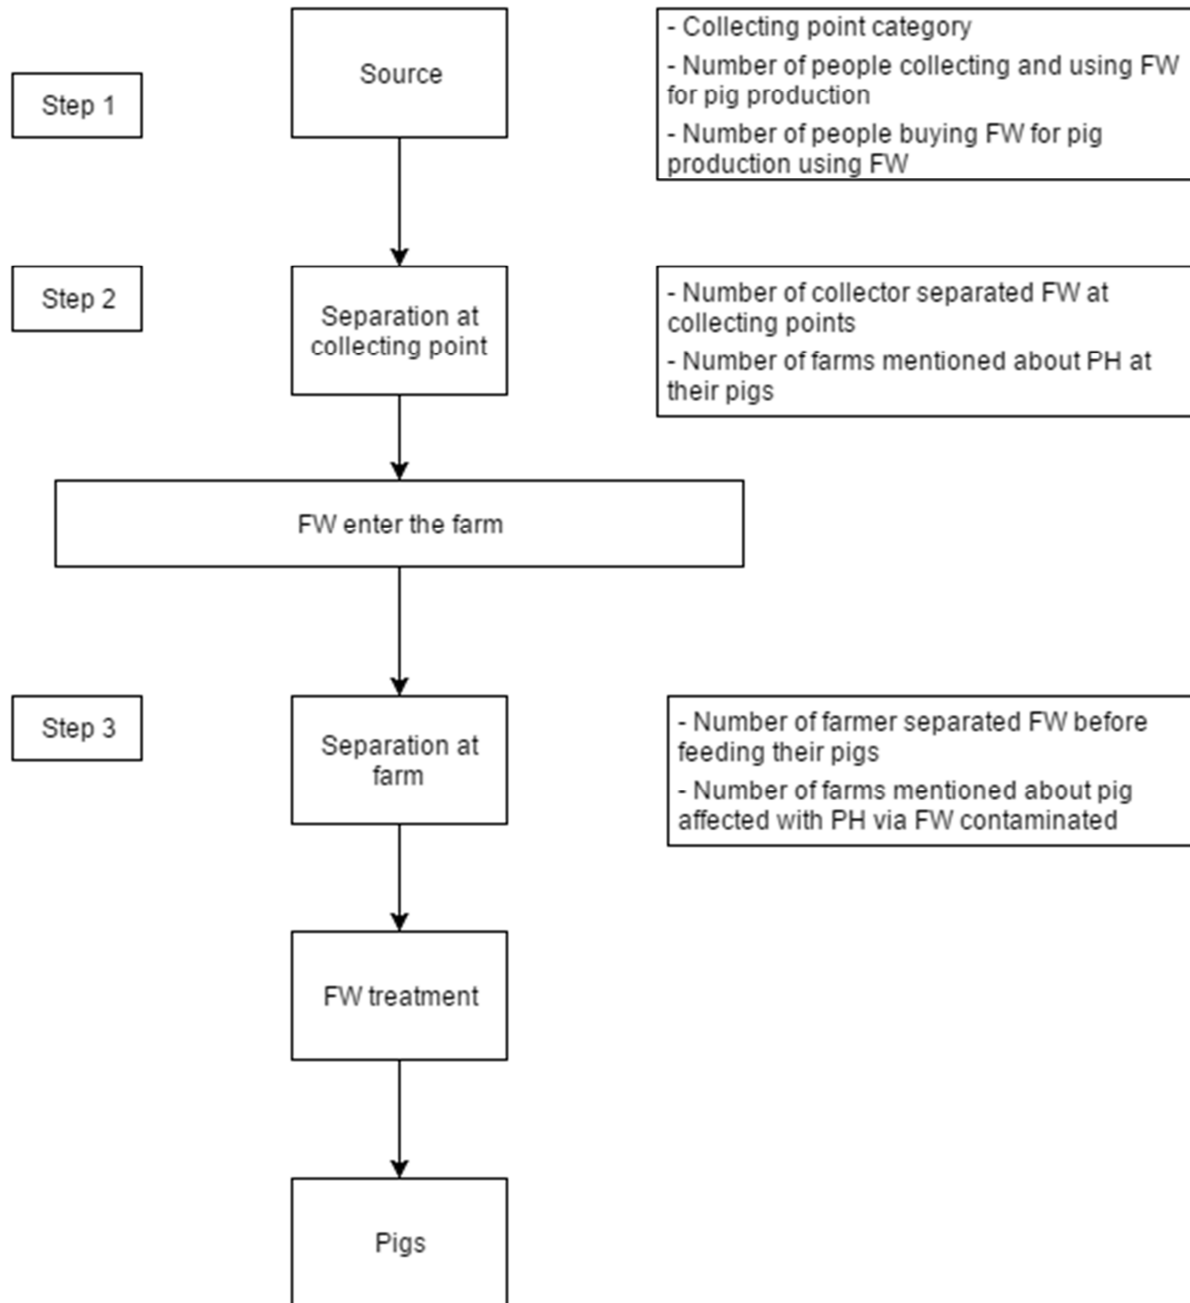 Step 1
Source
- Collecting point category
- Number of people collecting and using FW
for pig production
- Number of people buying FW for pig
production using FW
Step 2
Separation at
collecting point
- Number of collector separated FW at
collecting points
- Number of farms mentioned about PH at
their pigs
FW enter the farm
Step 3
Separation at
farm
- Number of farmer separated FW before
feeding their pigs
- Number of farms mentioned about pig
affected with PH via FW contaminated
FW treatment
Pigs